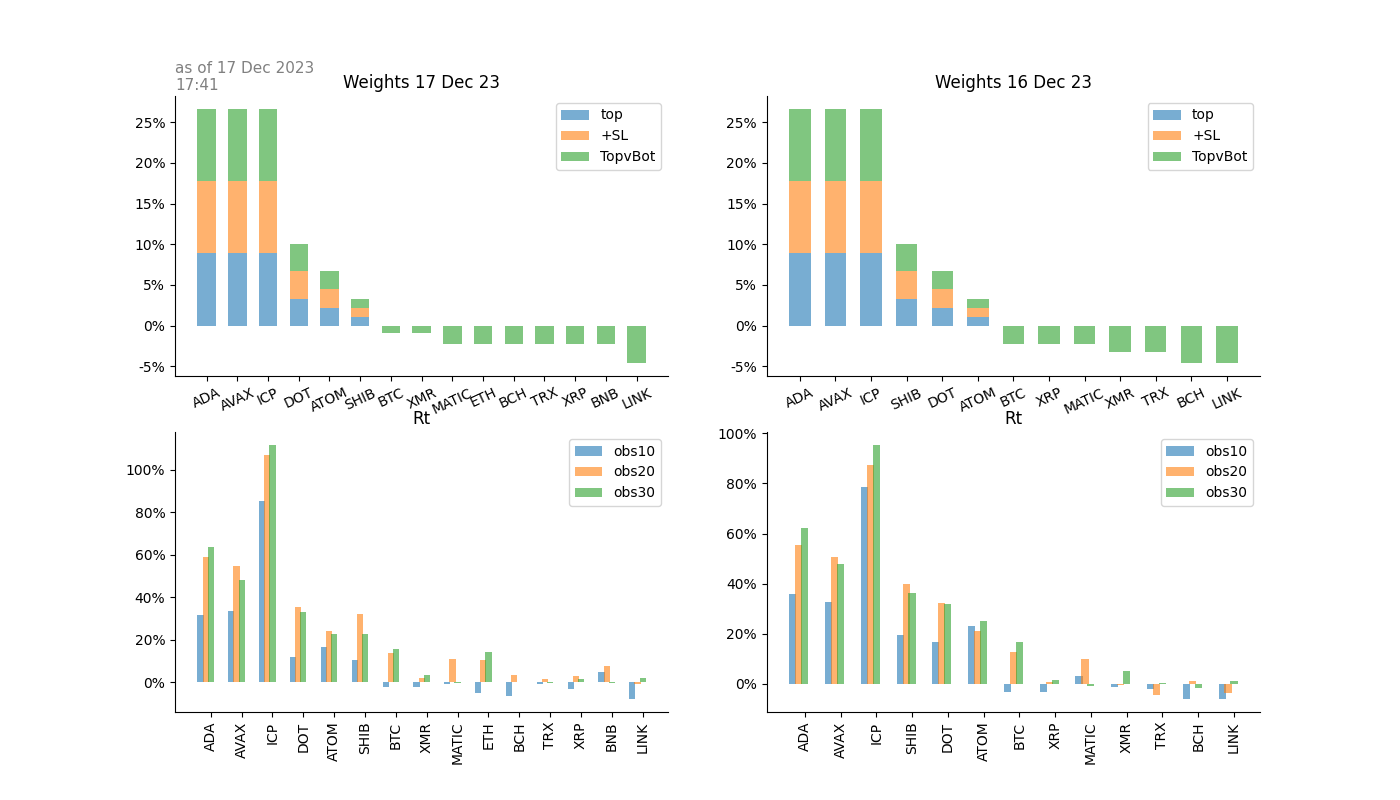 as of 17 Dec 2023
17:41
Weights 17 Dec 23
25%
20%
15%
10%
5%
0%
-5%
top
+SL
TopvBot
ADA AVAX ICP DOT ATOM SHIB BTC XMR MATIC ETH BCH TRX XRP BNB LINK
Weights 16 Dec 23
25%
20%
15%
10%
5%
0%
-5%
top
+SL
TopvBot
ADA AVAX ICP SHIB DOT ATOM BTC XRP MATIC XMR TRX BCH LINK
Rt
100%
80%
60%
40%
20%
0%
obs10
obs20
obs30
ADA AVAX ICP DOT ATOM SHIB BTC XMR MATIC ETH BCH TRX XRP BNB LINK
Rt
100%
80%
60%
40%
20%
0%
obs10
obs20
obs30
ADA AVAX ICP SHIB DOT ATOM BTC XRP MATIC XMR TRX BCH LINK